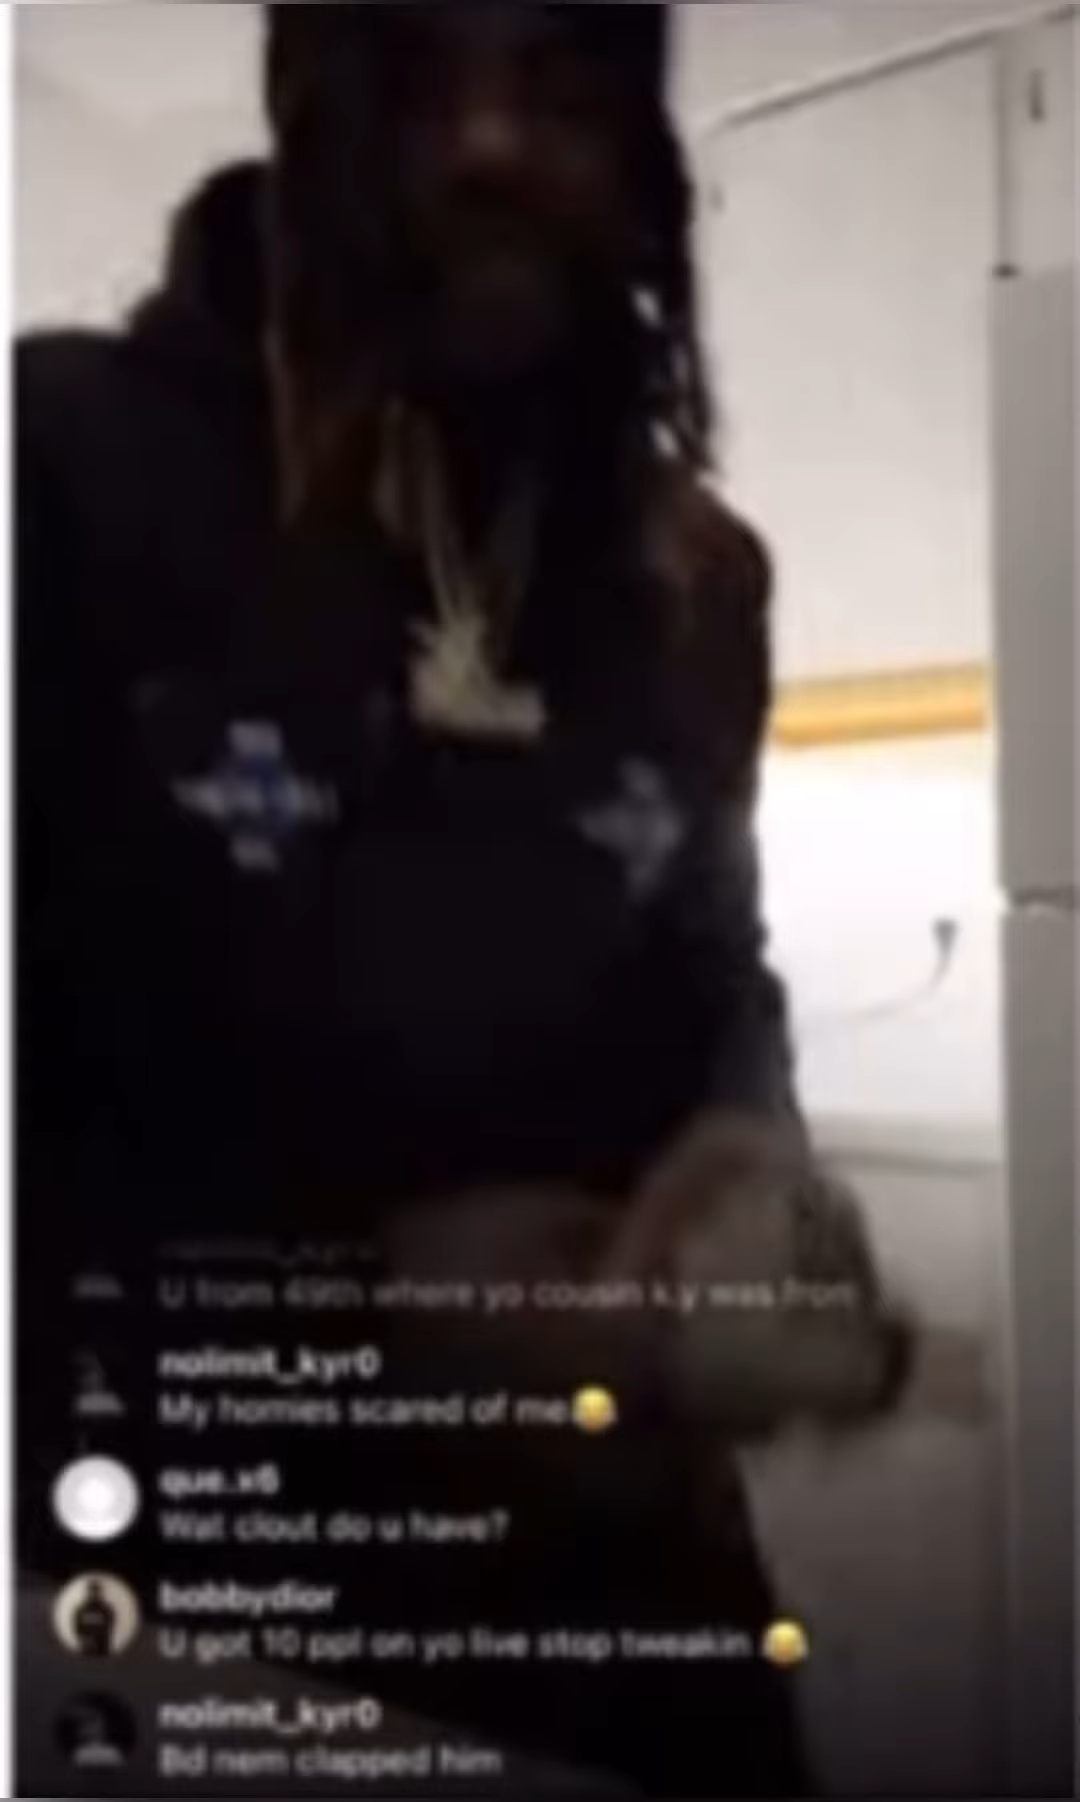 U from 49th where yo cousin k.y was from
nolimit_kyr0
My homies scared of me😂
que.x6
Wat clout do u have?
bobbydior
U got 10 ppl on yo live stop tweakin 😂
nolimit_kyr0
Bd nem clapped him